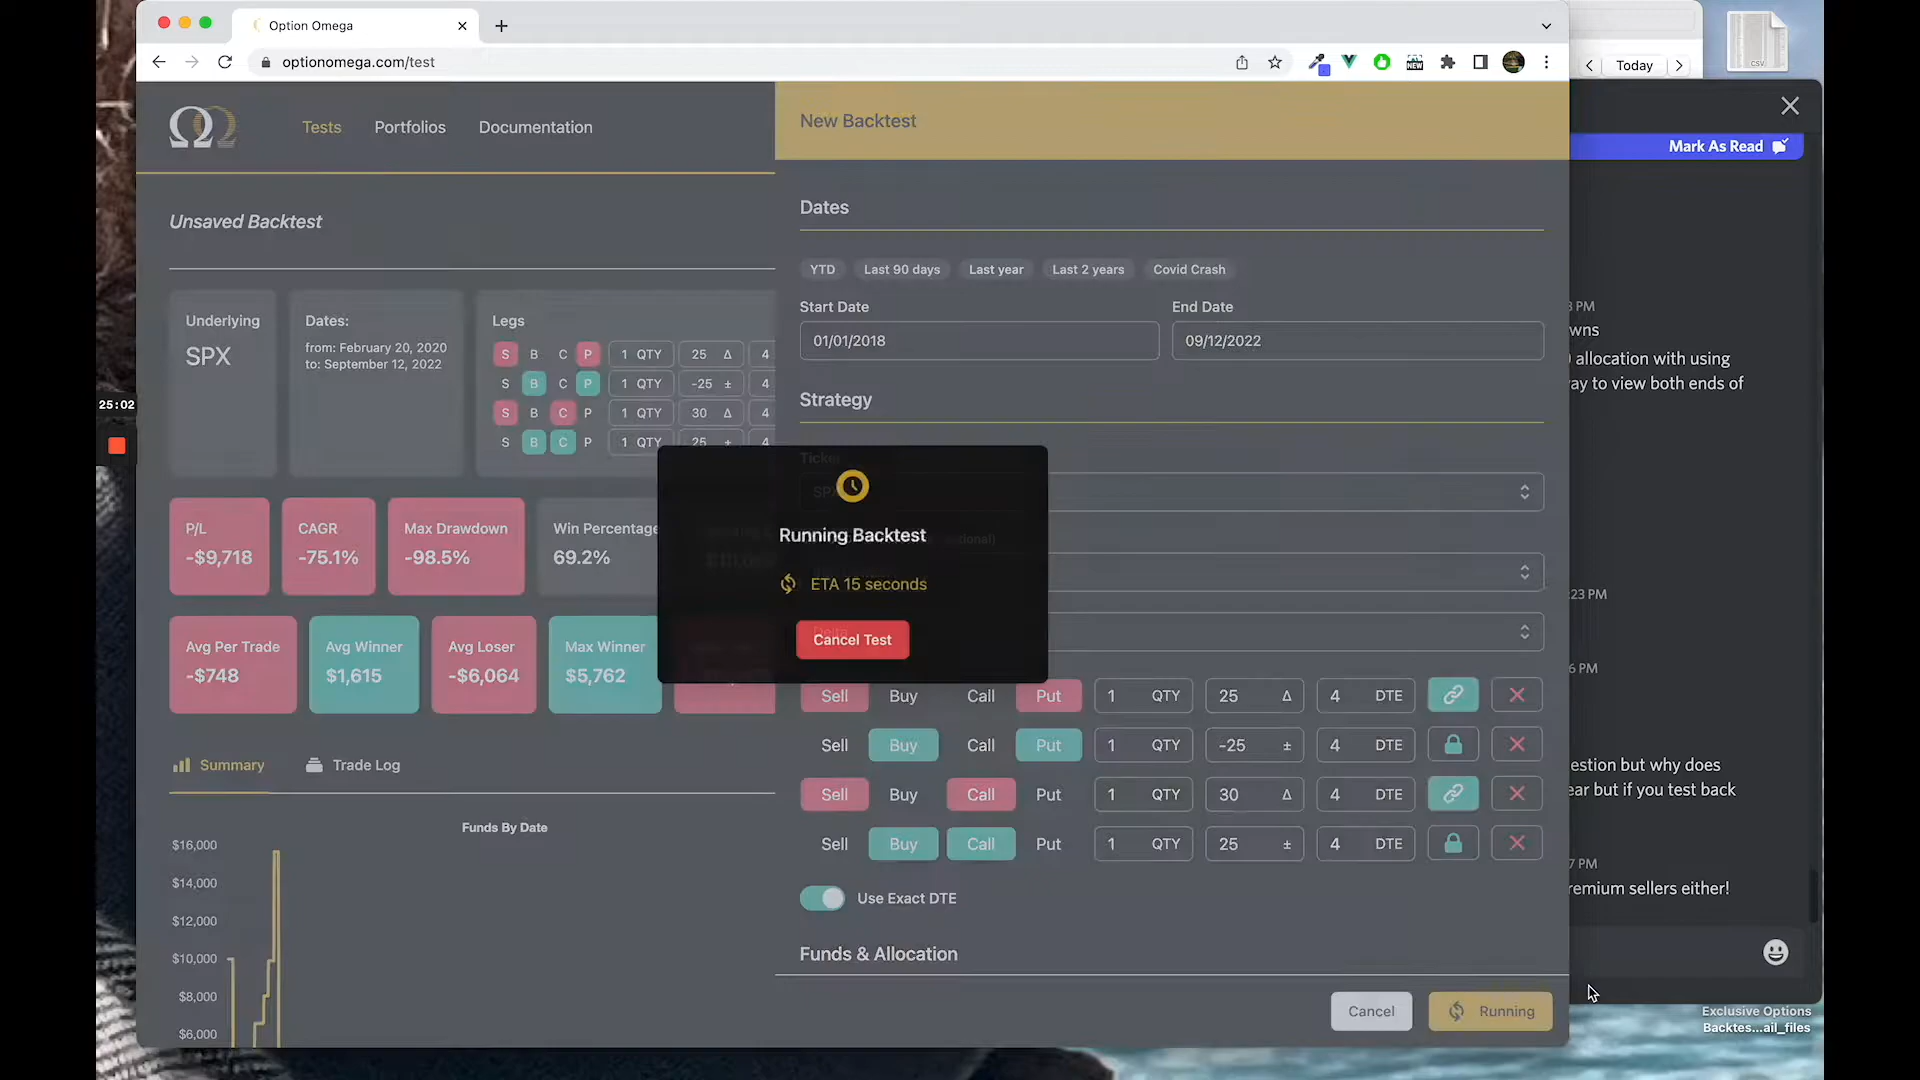 Option Omega
optionomega.com/test
NEW
Today
CSV
Tests
Portfolios
Documentation
New Backtest
Mark As Read
Unsaved Backtest
Dates
YTD
Last 90 days
Last year
Last 2 years
Covid Crash
Start Date
End Date
01/01/2018
09/12/2022
Underlying
SPX
Dates:
from: February 20, 2020
to: September 12, 2022
Legs
S B C P 1 QTY 25 Δ 4
S B C P 1 QTY -25 ± 4
S B C P 1 QTY 30 Δ 4
S B C P 1 QTY 25 ± 4
Strategy
25:02
Ticker
Running Backtest
ETA 15 seconds
Cancel Test
P/L
-$9,718
CAGR
-75.1%
Max Drawdown
-98.5%
Win Percentage
69.2%
Avg Per Trade
-$748
Avg Winner
$1,615
Avg Loser
-$6,064
Max Winner
$5,762
Sell Buy Call Put 1 QTY 25 Δ 4 DTE
Sell Buy Call Put 1 QTY -25 ± 4 DTE
Sell Buy Call Put 1 QTY 30 Δ 4 DTE
Sell Buy Call Put 1 QTY 25 ± 4 DTE
Use Exact DTE
Funds & Allocation
Cancel
Running
Summary
Trade Log
Funds By Date
$16,000
$14,000
$12,000
$10,000
$8,000
$6,000
PM
wns
allocation with using
ay to view both ends of
:23 PM
6 PM
estion but why does
ear but if you test back
7 PM
remium sellers either!
Exclusive Options
Backtes...ail_files